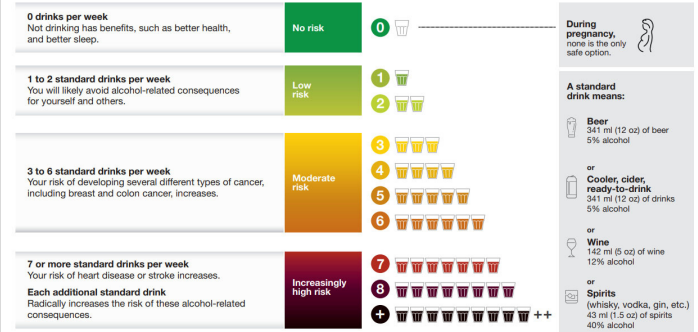 0 drinks per week
Not drinking has benefits, such as better health,
and better sleep.
No risk
0
During
pregnancy,
none is the only
safe option.
1 to 2 standard drinks per week
You will likely avoid alcohol-related consequences
for yourself and others.
Low
risk
1
2
3 to 6 standard drinks per week
Your risk of developing several different types of cancer,
including breast and colon cancer, increases.
Moderate
risk
3
4
5
6
7 or more standard drinks per week
Your risk of heart disease or stroke increases.
Each additional standard drink
Radically increases the risk of these alcohol-related
consequences.
Increasingly
high risk
7
8
+
++
A standard
drink means:
Beer
341 ml (12 oz) of beer
5% alcohol
or
Cooler, cider,
ready-to-drink
341 ml (12 oz) of drinks
5% alcohol
or
Wine
142 ml (5 oz) of wine
12% alcohol
or
Spirits
(whisky, vodka, gin, etc.)
43 ml (1.5 oz) of spirits
40% alcohol